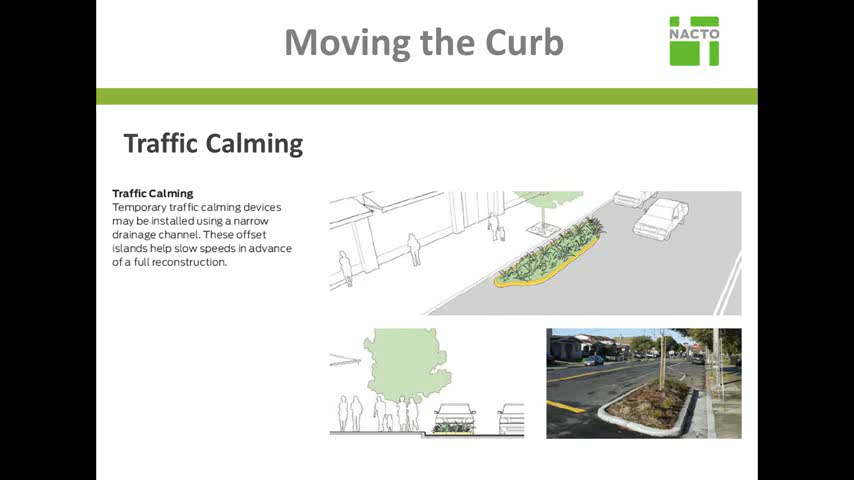 Moving the Curb
NACTO
Traffic Calming
Traffic Calming
Temporary traffic calming devices
may be installed using a narrow
drainage channel. These offset
islands help slow speeds in advance
of a full reconstruction.